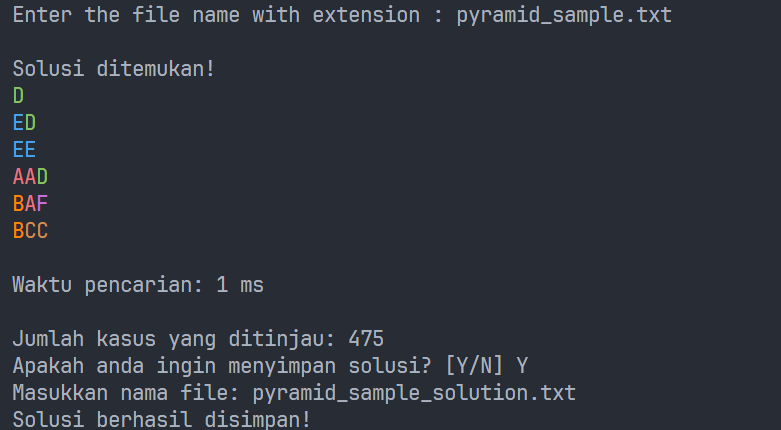 Enter the file name with extension : pyramid_sample.txt
Solusi ditemukan!
D
ED
EE
AAD
BAF
BCC
Waktu pencarian: 1 ms
Jumlah kasus yang ditinjau: 475
Apakah anda ingin menyimpan solusi? [Y/N] Y
Masukkan nama file: pyramid_sample_solution.txt
Solusi berhasil disimpan!